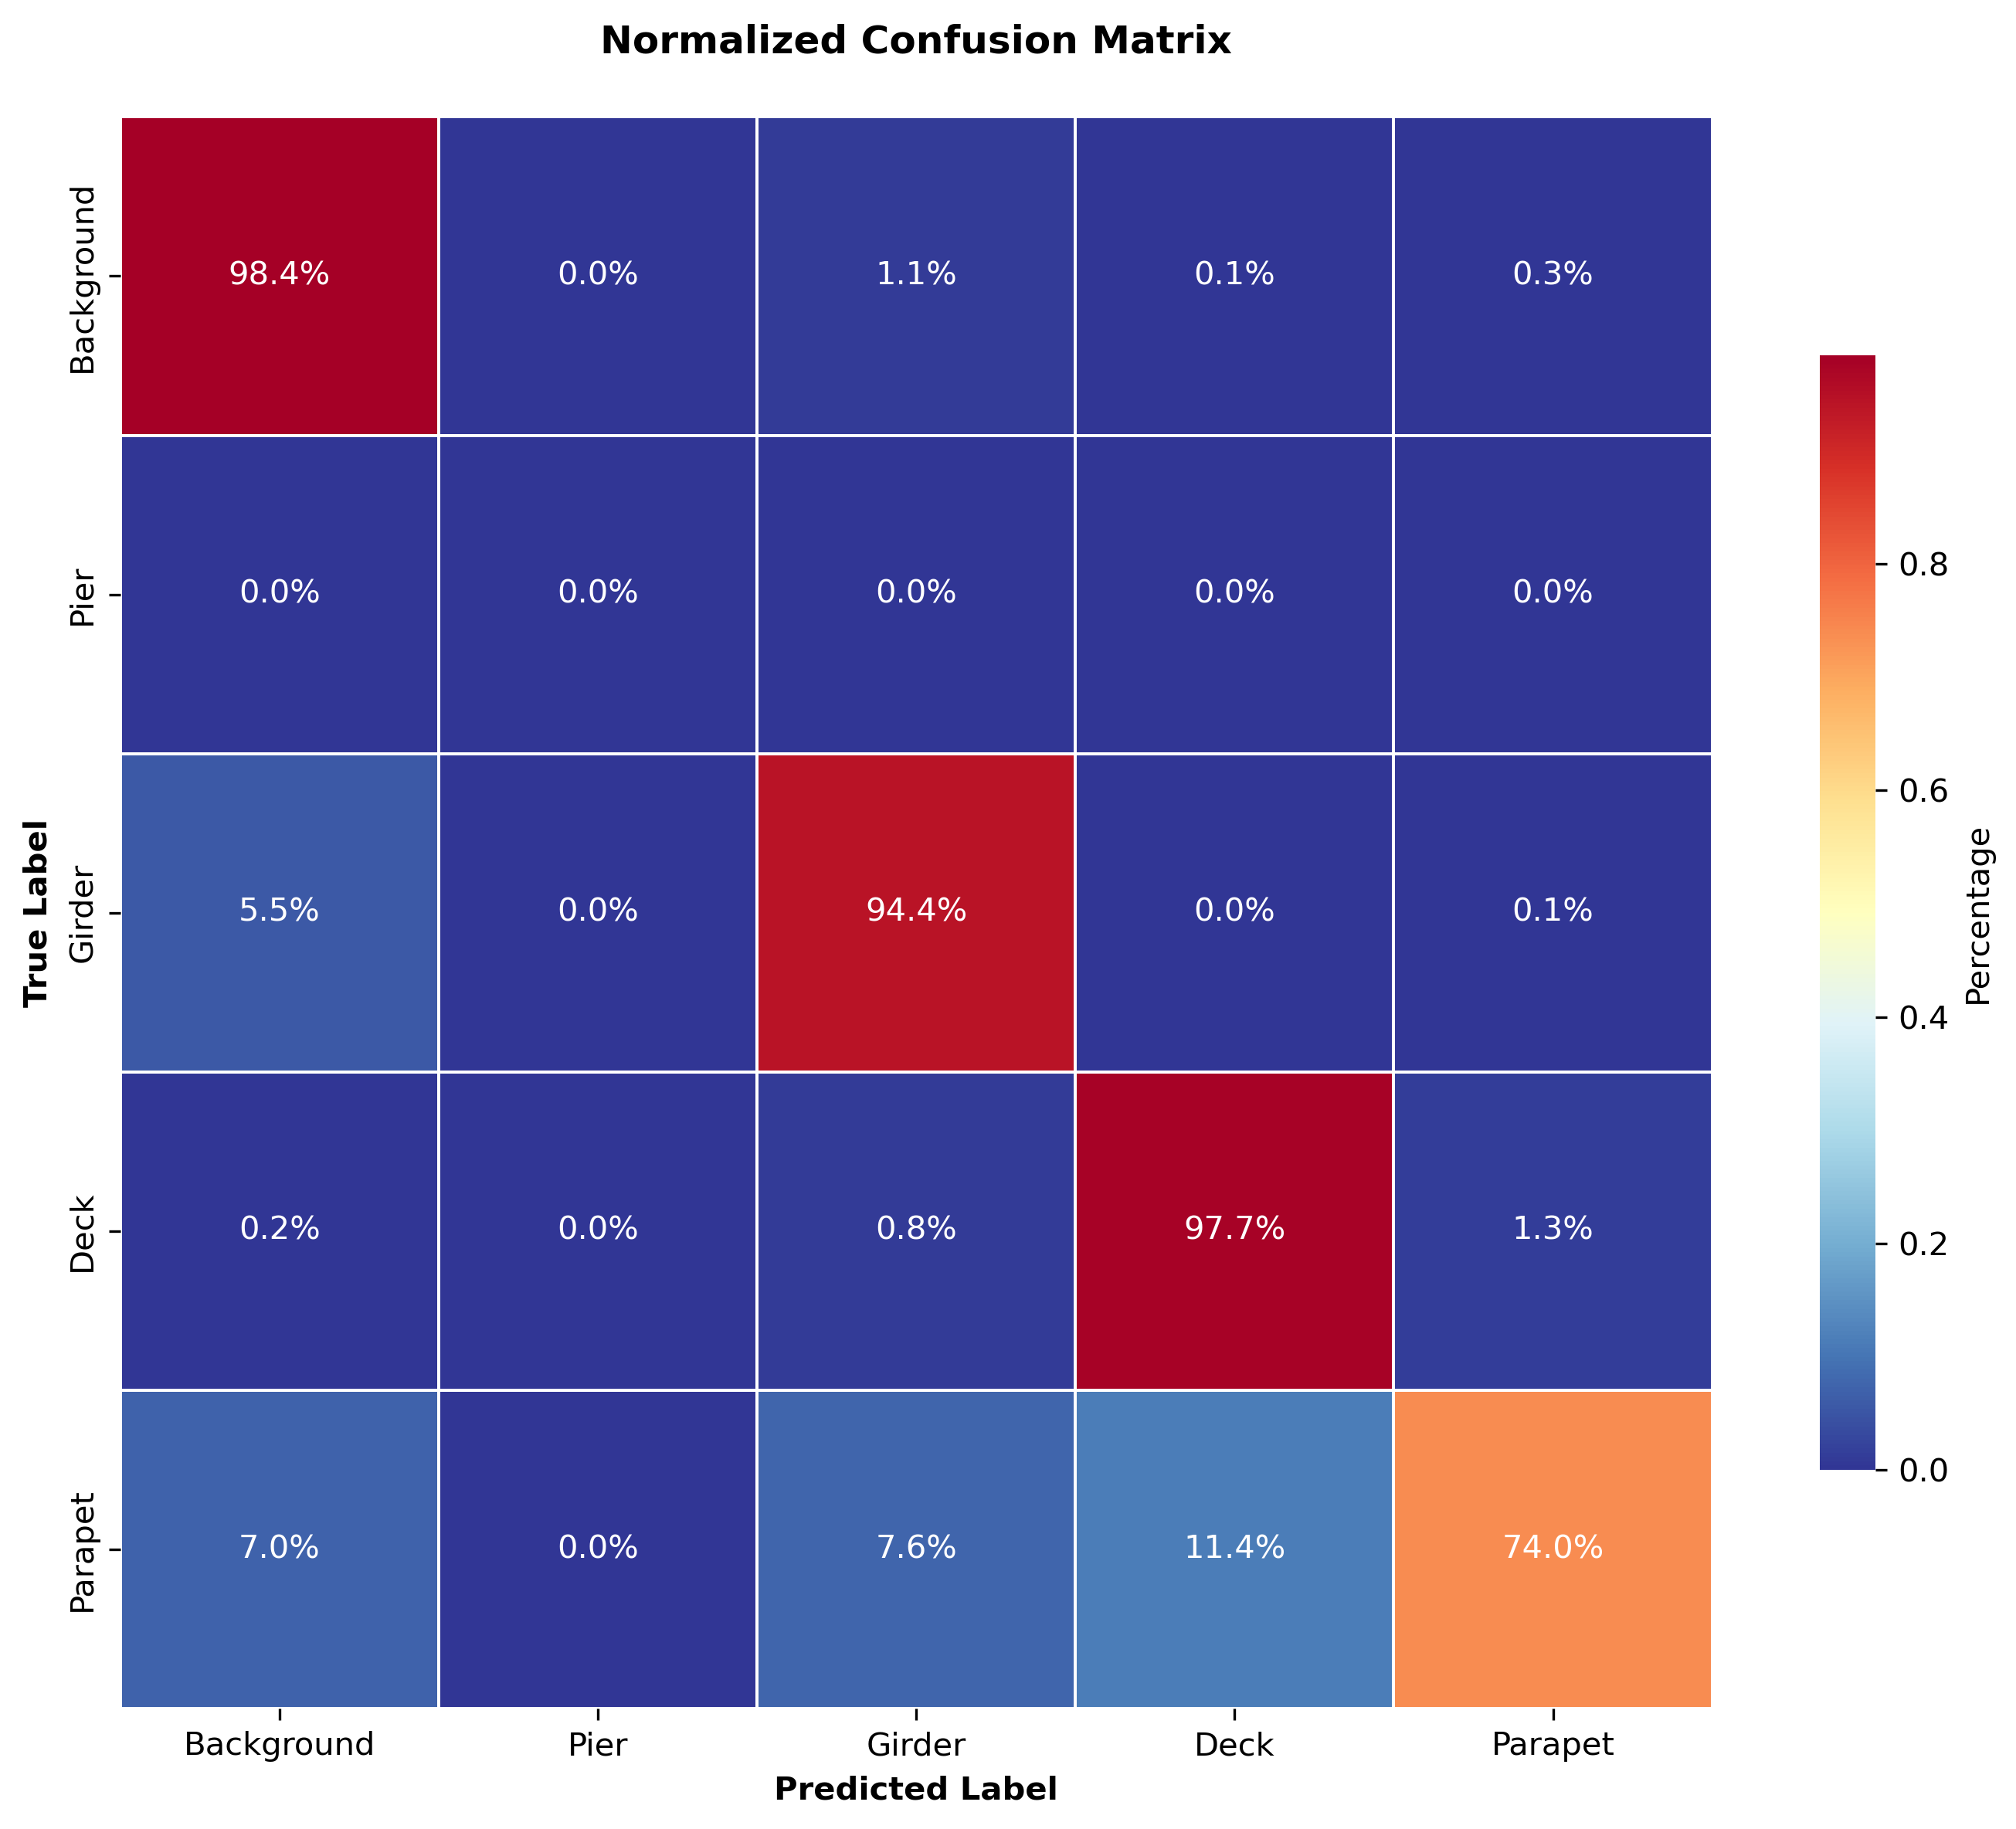 Normalized Confusion Matrix
True Label
Background
98.4%
0.0%
1.1%
0.1%
0.3%
Pier
0.0%
0.0%
0.0%
0.0%
0.0%
Girder
5.5%
0.0%
94.4%
0.0%
0.1%
Deck
0.2%
0.0%
0.8%
97.7%
1.3%
Parapet
7.0%
0.0%
7.6%
11.4%
74.0%
Background
Pier
Girder
Deck
Parapet
Predicted Label
0.8
0.6
0.4
0.2
0.0
Percentage